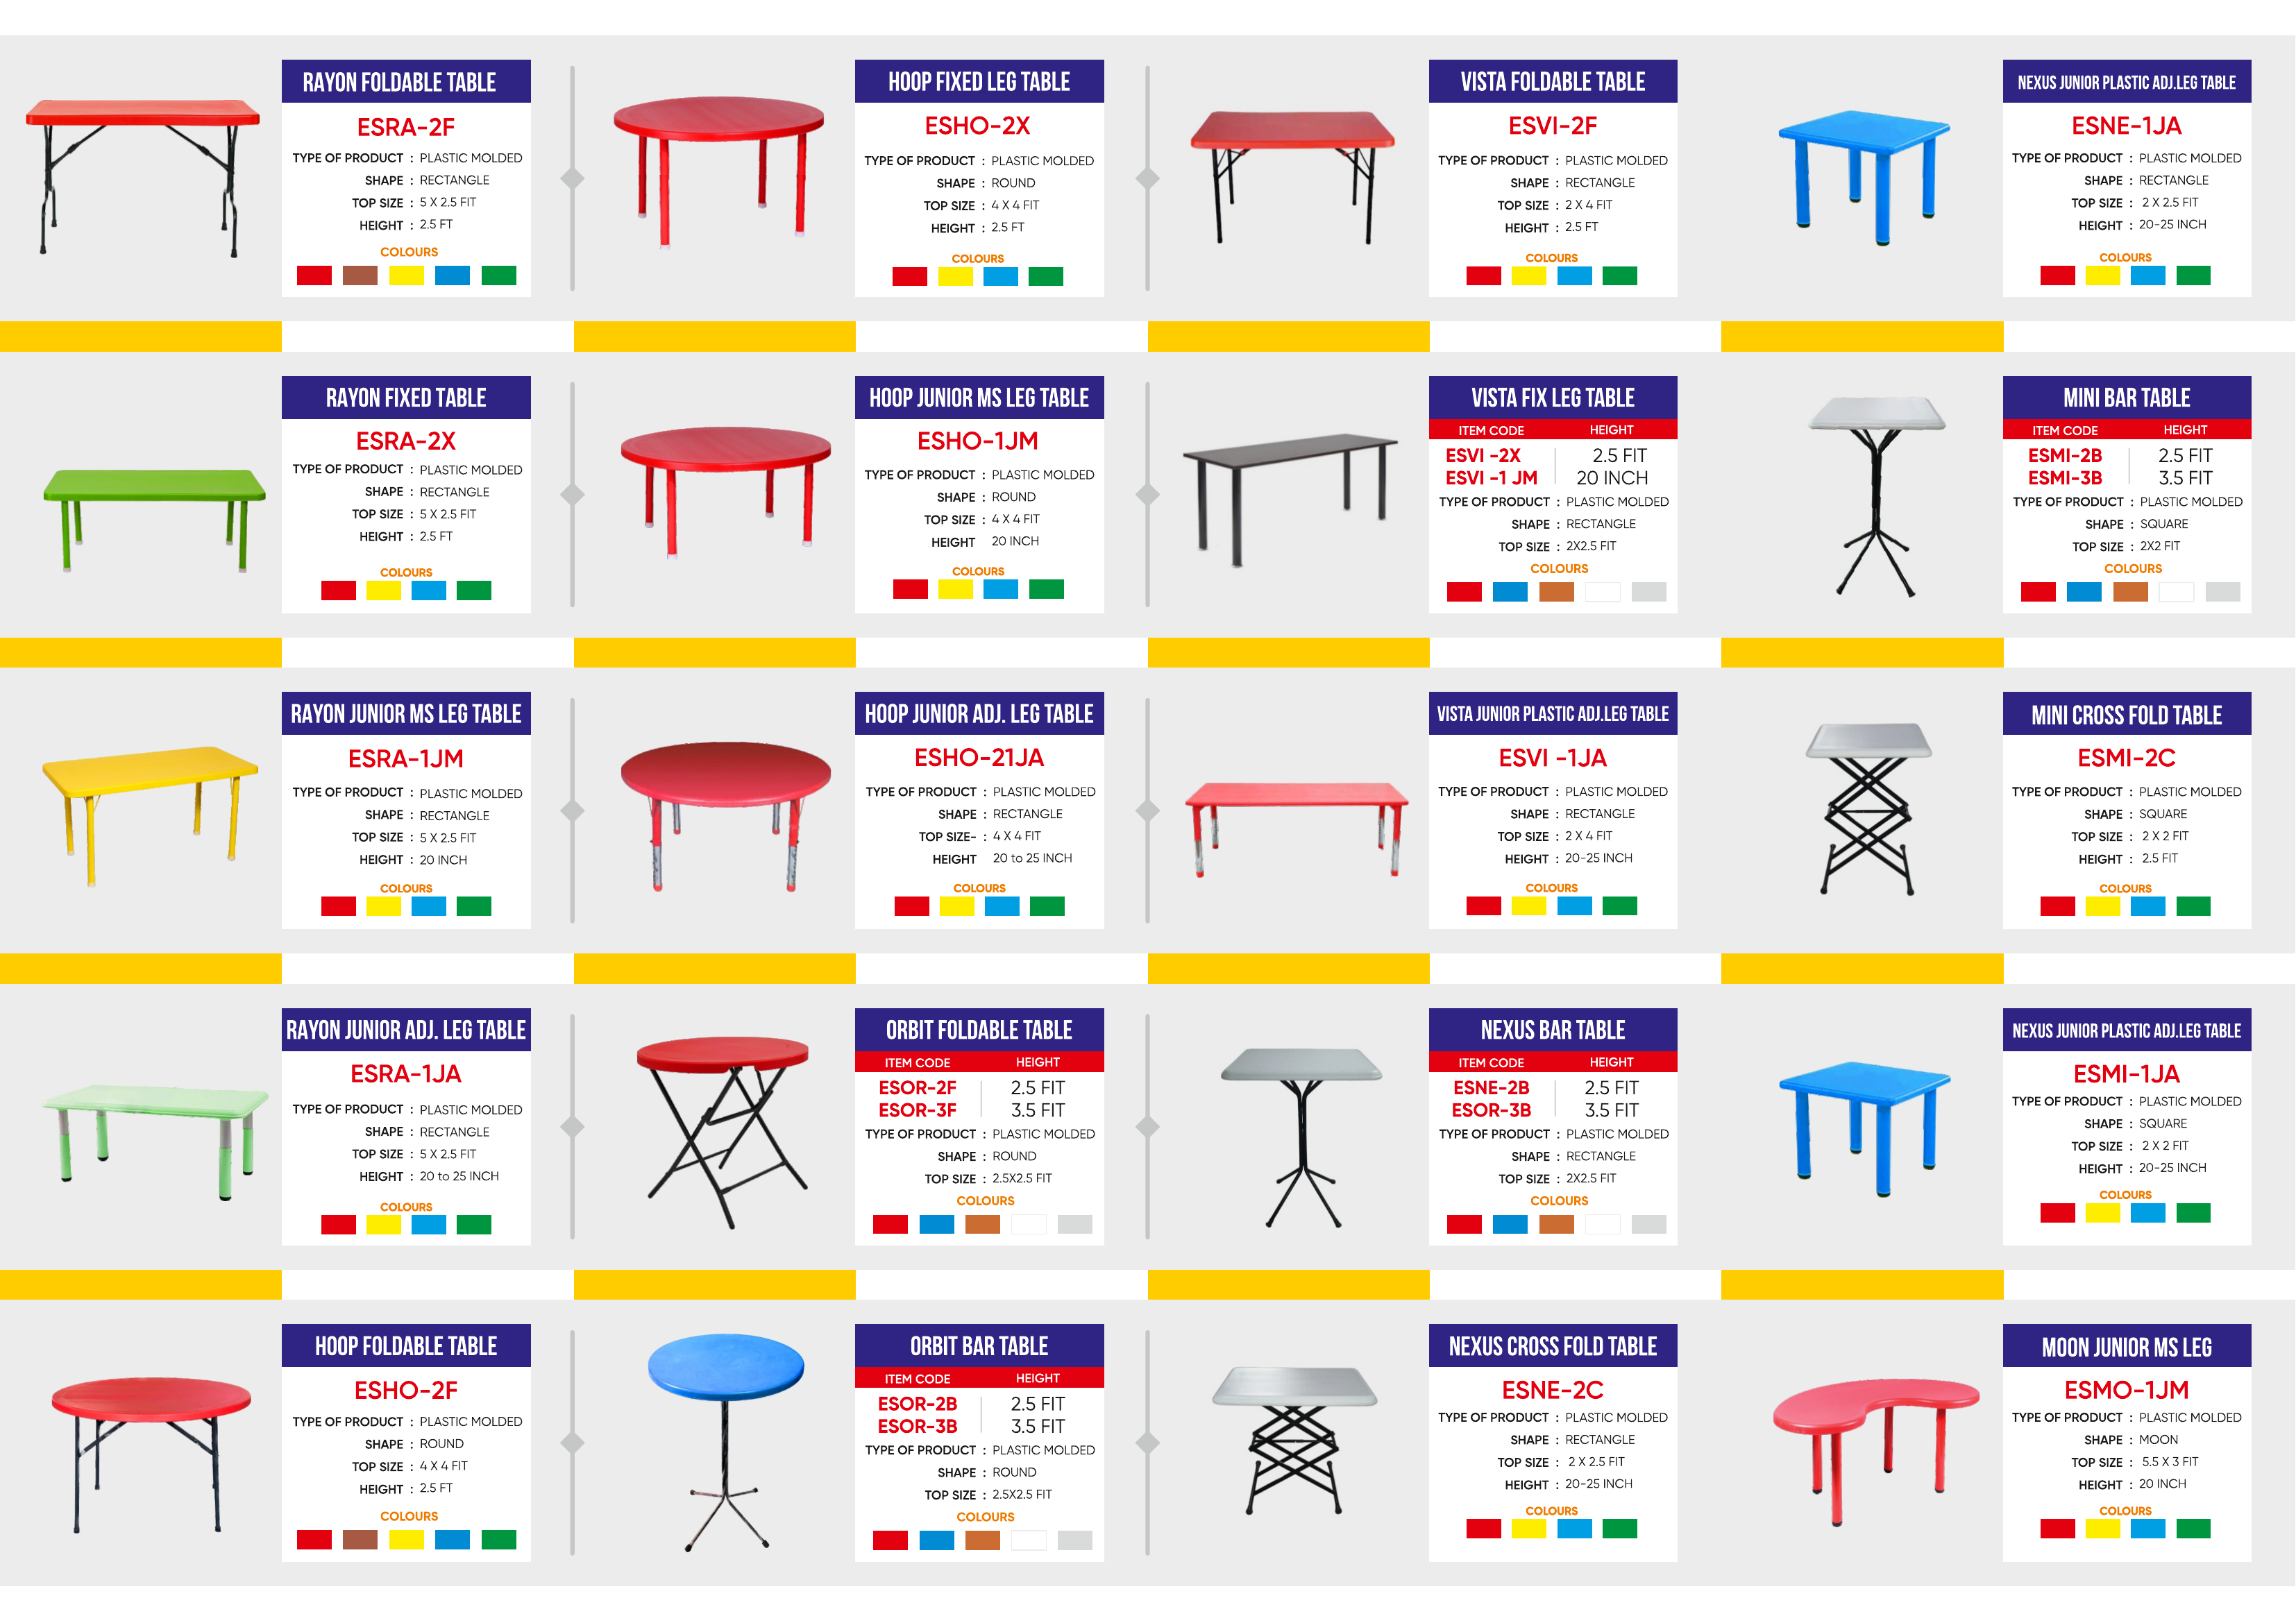 RAYON FOLDABLE TABLE
ESRA-2F
TYPE OF PRODUCT : PLASTIC MOLDED
SHAPE : RECTANGLE
TOP SIZE : 5 X 2.5 FIT
HEIGHT : 2.5 FT
COLOURS
HOOP FIXED LEG TABLE
ESHO-2X
TYPE OF PRODUCT : PLASTIC MOLDED
SHAPE : ROUND
TOP SIZE : 4 X 4 FIT
HEIGHT : 2.5 FT
COLOURS
VISTA FOLDABLE TABLE
ESVI-2F
TYPE OF PRODUCT : PLASTIC MOLDED
SHAPE : RECTANGLE
TOP SIZE : 2 X 4 FIT
HEIGHT : 2.5 FT
COLOURS
NEXUS JUNIOR PLASTIC ADJ.LEG TABLE
ESNE-1JA
TYPE OF PRODUCT : PLASTIC MOLDED
SHAPE : RECTANGLE
TOP SIZE : 2 X 2.5 FIT
HEIGHT : 20-25 INCH
COLOURS
RAYON FIXED TABLE
ESRA-2X
TYPE OF PRODUCT : PLASTIC MOLDED
SHAPE : RECTANGLE
TOP SIZE : 5 X 2.5 FIT
HEIGHT : 2.5 FT
COLOURS
HOOP JUNIOR MS LEG TABLE
ESHO-1JM
TYPE OF PRODUCT : PLASTIC MOLDED
SHAPE : ROUND
TOP SIZE : 4 X 4 FIT
HEIGHT 20 INCH
COLOURS
VISTA FIX LEG TABLE
ITEM CODE HEIGHT
ESVI -2X 2.5 FIT
ESVI -1 JM 20 INCH
TYPE OF PRODUCT : PLASTIC MOLDED
SHAPE : RECTANGLE
TOP SIZE : 2X2.5 FIT
COLOURS
MINI BAR TABLE
ITEM CODE HEIGHT
ESMI-2B 2.5 FIT
ESMI-3B 3.5 FIT
TYPE OF PRODUCT : PLASTIC MOLDED
SHAPE : SQUARE
TOP SIZE : 2X2 FIT
COLOURS
RAYON JUNIOR MS LEG TABLE
ESRA-1JM
TYPE OF PRODUCT : PLASTIC MOLDED
SHAPE : RECTANGLE
TOP SIZE : 5 X 2.5 FIT
HEIGHT : 20 INCH
COLOURS
HOOP JUNIOR ADJ. LEG TABLE
ESHO-21JA
TYPE OF PRODUCT : PLASTIC MOLDED
SHAPE : RECTANGLE
TOP SIZE- : 4 X 4 FIT
HEIGHT 20 to 25 INCH
COLOURS
VISTA JUNIOR PLASTIC ADJ.LEG TABLE
ESVI -1JA
TYPE OF PRODUCT : PLASTIC MOLDED
SHAPE : RECTANGLE
TOP SIZE : 2 X 4 FIT
HEIGHT : 20-25 INCH
COLOURS
MINI CROSS FOLD TABLE
ESMI-2C
TYPE OF PRODUCT : PLASTIC MOLDED
SHAPE : SQUARE
TOP SIZE : 2 X 2 FIT
HEIGHT : 2.5 FIT
COLOURS
RAYON JUNIOR ADJ. LEG TABLE
ESRA-1JA
TYPE OF PRODUCT : PLASTIC MOLDED
SHAPE : RECTANGLE
TOP SIZE : 5 X 2.5 FIT
HEIGHT : 20 to 25 INCH
COLOURS
ORBIT FOLDABLE TABLE
ITEM CODE HEIGHT
ESOR-2F 2.5 FIT
ESOR-3F 3.5 FIT
TYPE OF PRODUCT : PLASTIC MOLDED
SHAPE : ROUND
TOP SIZE : 2.5X2.5 FIT
COLOURS
NEXUS BAR TABLE
ITEM CODE HEIGHT
ESNE-2B 2.5 FIT
ESOR-3B 3.5 FIT
TYPE OF PRODUCT : PLASTIC MOLDED
SHAPE : RECTANGLE
TOP SIZE : 2X2.5 FIT
COLOURS
NEXUS JUNIOR PLASTIC ADJ.LEG TABLE
ESMI-1JA
TYPE OF PRODUCT : PLASTIC MOLDED
SHAPE : SQUARE
TOP SIZE : 2 X 2 FIT
HEIGHT : 20-25 INCH
COLOURS
HOOP FOLDABLE TABLE
ESHO-2F
TYPE OF PRODUCT : PLASTIC MOLDED
SHAPE : ROUND
TOP SIZE : 4 X 4 FIT
HEIGHT : 2.5 FT
COLOURS
ORBIT BAR TABLE
ITEM CODE HEIGHT
ESOR-2B 2.5 FIT
ESOR-3B 3.5 FIT
TYPE OF PRODUCT : PLASTIC MOLDED
SHAPE : ROUND
TOP SIZE : 2.5X2.5 FIT
COLOURS
NEXUS CROSS FOLD TABLE
ESNE-2C
TYPE OF PRODUCT : PLASTIC MOLDED
SHAPE : RECTANGLE
TOP SIZE : 2 X 2.5 FIT
HEIGHT : 20-25 INCH
COLOURS
MOON JUNIOR MS LEG
ESMO-1JM
TYPE OF PRODUCT : PLASTIC MOLDED
SHAPE : MOON
TOP SIZE : 5.5 X 3 FIT
HEIGHT : 20 INCH
COLOURS